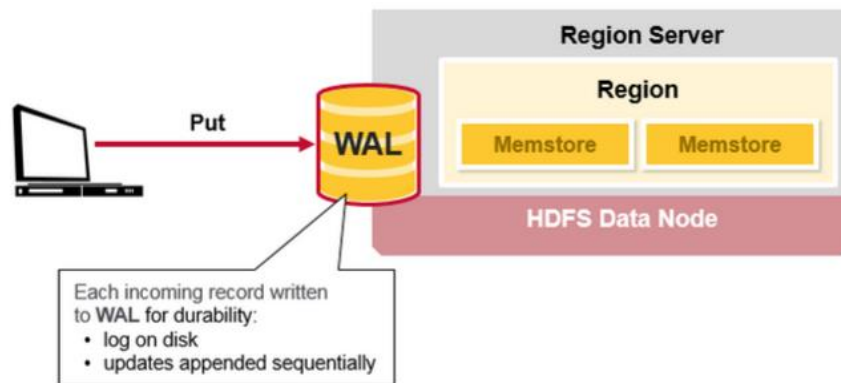 Region Server
Region
Put
WAL
Memstore Memstore
HDFS Data Node
Each incoming record written
to WAL for durability:
• log on disk
• updates appended sequentially